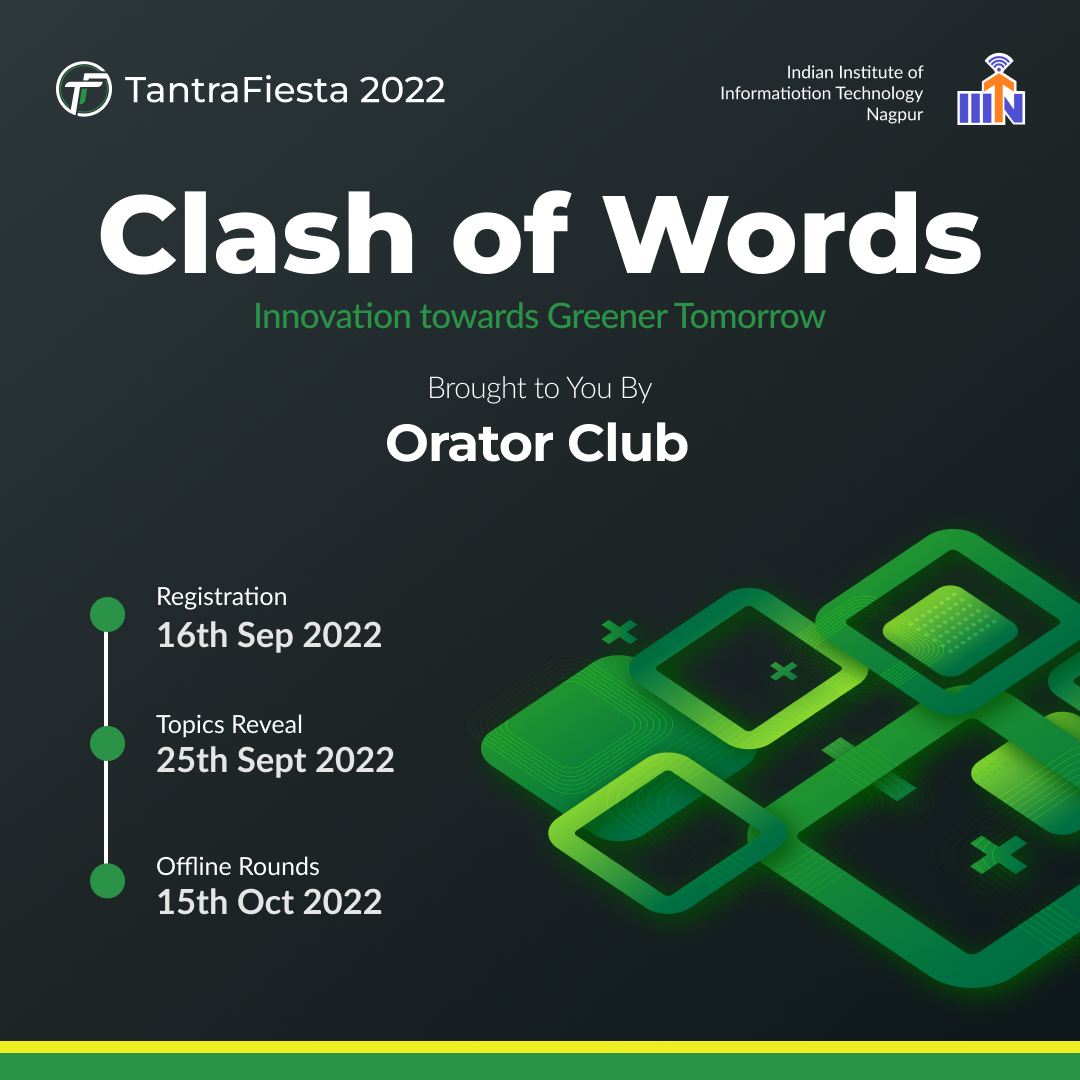 TantraFiesta 2022
Indian Institute of
Informatiotion Technology
Nagpur
IIITN
Clash of Words
Innovation towards Greener Tomorrow
Brought to You By
Orator Club
Registration
16th Sep 2022
Topics Reveal
25th Sept 2022
Offline Rounds
15th Oct 2022